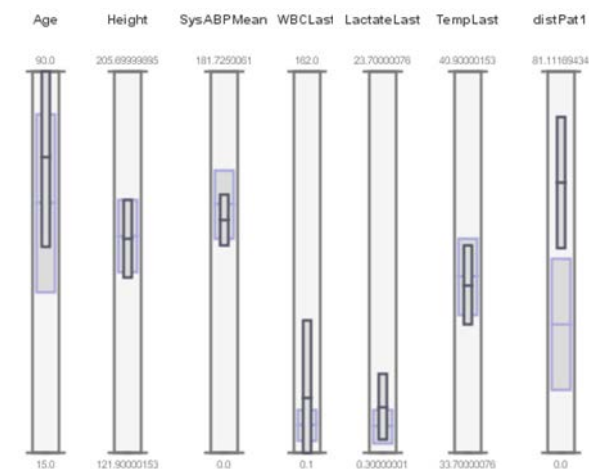 Age Height SysABPMean WBCLast LactateLast TempLast distPat1
90.0 205.69999695 181.7250061 162.0 23.70000076 40.90000153 81.11169434
15.0 121.90000153 0.0 0.1 0.30000001 33.70000076 0.0